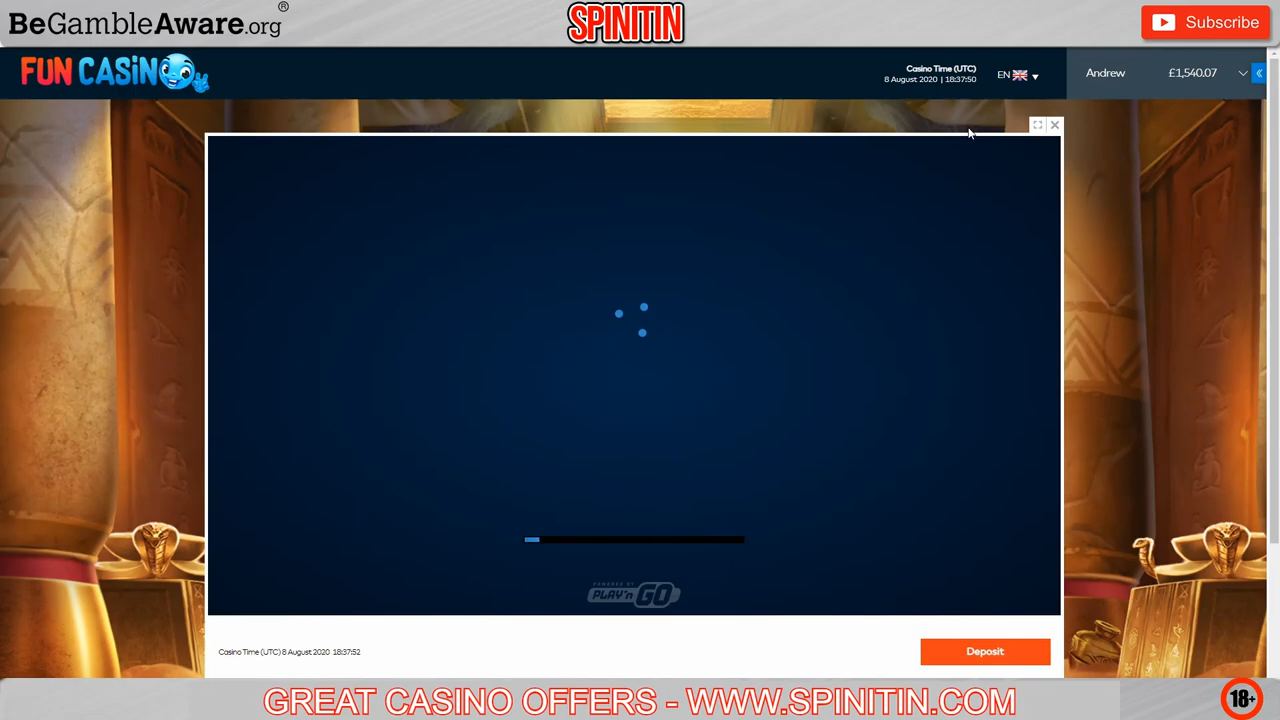 BeGambleAware.org®
SPINITIN
Subscribe
FUN CASINO
Casino Time (UTC)
8 August 2020 | 18:37:50
EN
Andrew
£1,540.07
POWERED BY
PLAY'n GO
Casino Time (UTC) 8 August 2020 18:37:52
Deposit
GREAT CASINO OFFERS - WWW.SPINITIN.COM
18+